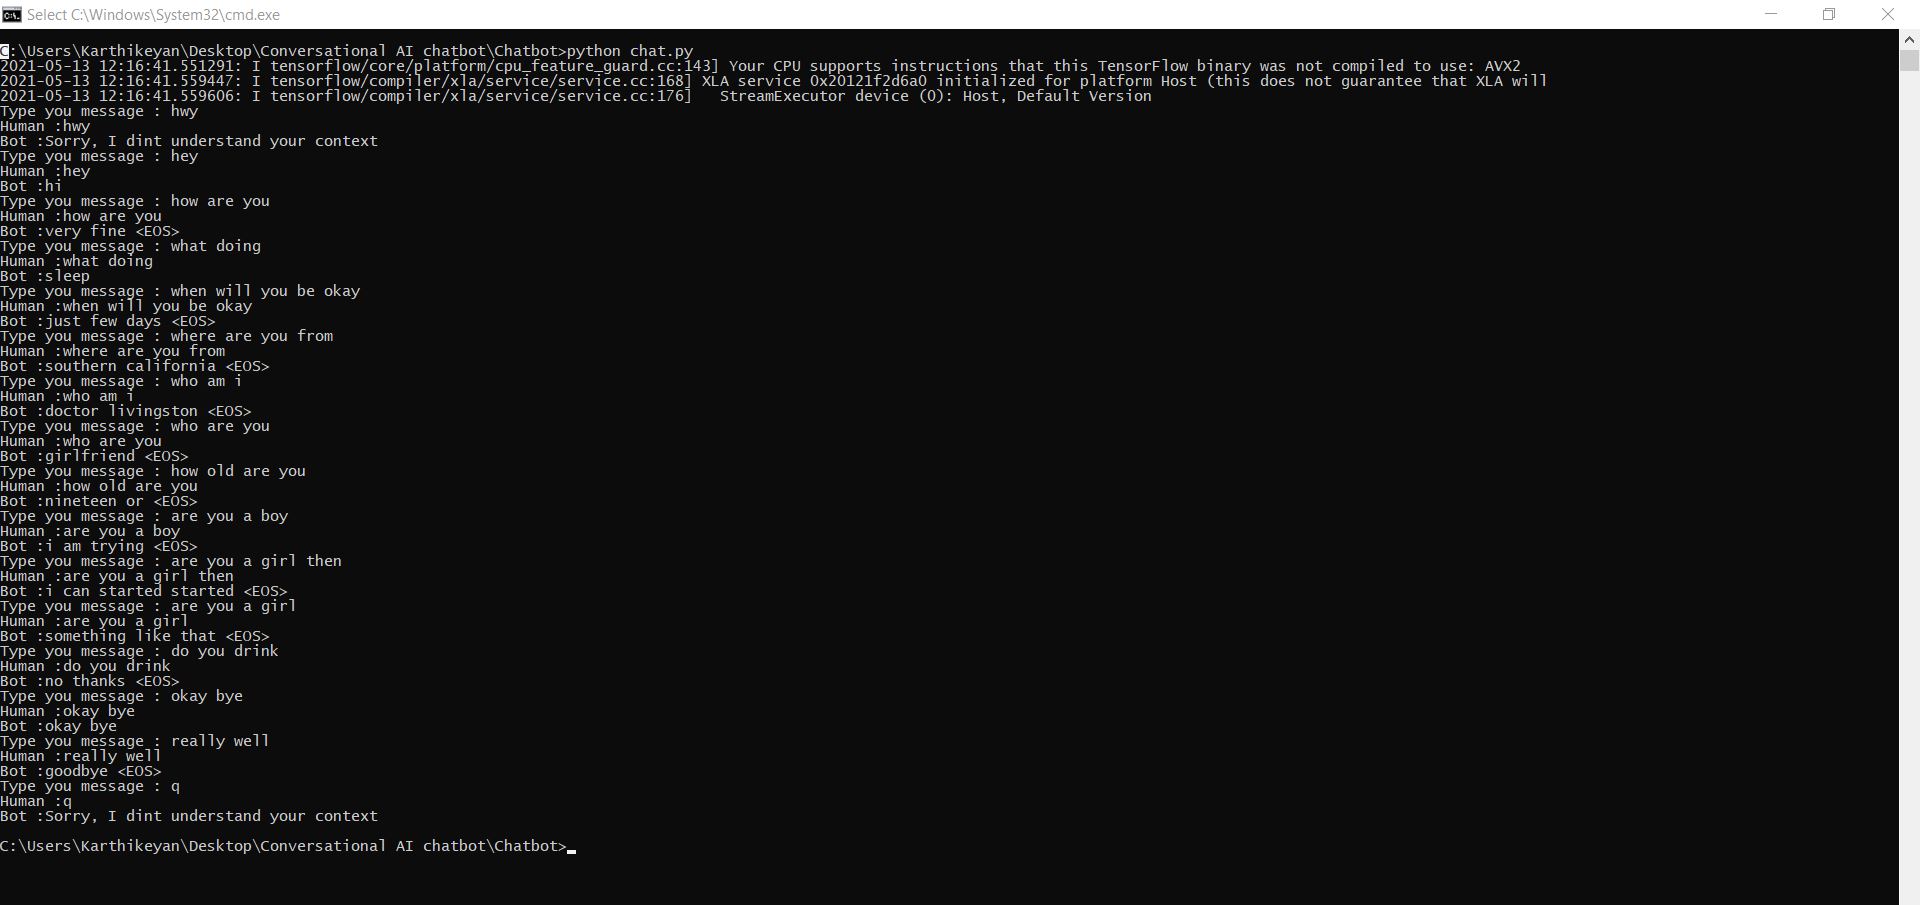 Select C:\Windows\System32\cmd.exe
C:\Users\Karthikeyan\Desktop\Conversational AI chatbot\Chatbot>python chat.py
2021-05-13 12:16:41.551291: I tensorflow/core/platform/cpu_feature_guard.cc:143] Your CPU supports instructions that this TensorFlow binary was not compiled to use: AVX2
2021-05-13 12:16:41.559447: I tensorflow/compiler/xla/service/service.cc:168] XLA service 0x20121f2d6a0 initialized for platform Host (this does not guarantee that XLA will
2021-05-13 12:16:41.559606: I tensorflow/compiler/xla/service/service.cc:176]   StreamExecutor device (0): Host, Default Version
Type you message : hwy
Human :hwy
Bot :Sorry, I dint understand your context
Type you message : hey
Human :hey
Bot :hi
Type you message : how are you
Human :how are you
Bot :very fine <EOS>
Type you message : what doing
Human :what doing
Bot :sleep
Type you message : when will you be okay
Human :when will you be okay
Bot :just few days <EOS>
Type you message : where are you from
Human :where are you from
Bot :southern california <EOS>
Type you message : who am i
Human :who am i
Bot :doctor livingston <EOS>
Type you message : who are you
Human :who are you
Bot :girlfriend <EOS>
Type you message : how old are you
Human :how old are you
Bot :nineteen or <EOS>
Type you message : are you a boy
Human :are you a boy
Bot :i am trying <EOS>
Type you message : are you a girl then
Human :are you a girl then
Bot :i can started started <EOS>
Type you message : are you a girl
Human :are you a girl
Bot :something like that <EOS>
Type you message : do you drink
Human :do you drink
Bot :no thanks <EOS>
Type you message : okay bye
Human :okay bye
Bot :okay bye
Type you message : really well
Human :really well
Bot :goodbye <EOS>
Type you message : q
Human :q
Bot :Sorry, I dint understand your context
C:\Users\Karthikeyan\Desktop\Conversational AI chatbot\Chatbot>